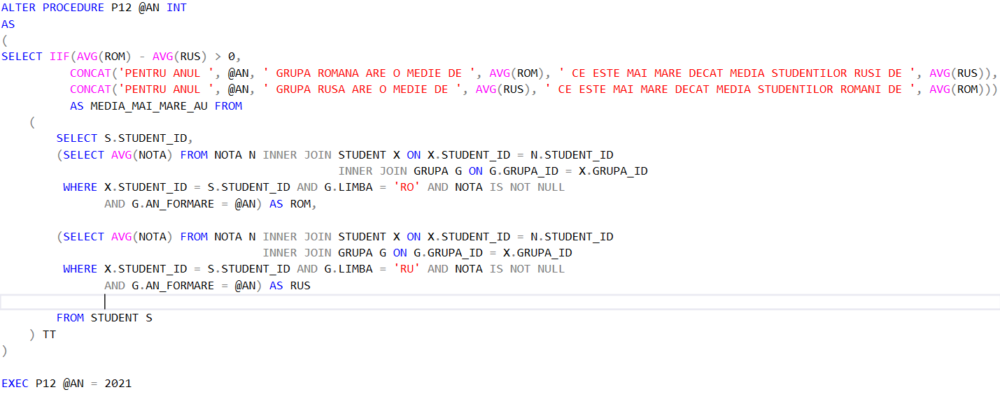 ALTER PROCEDURE P12 @AN INT
AS
(
SELECT IIF(AVG(ROM) - AVG(RUS) > 0,
CONCAT('PENTRU ANUL ', @AN, ' GRUPA ROMANA ARE O MEDIE DE ', AVG(ROM), ' CE ESTE MAI MARE DECAT MEDIA STUDENTILOR RUSI DE ', AVG(RUS)),
CONCAT('PENTRU ANUL ', @AN, ' GRUPA RUSA ARE O MEDIE DE ', AVG(RUS), ' CE ESTE MAI MARE DECAT MEDIA STUDENTILOR ROMANI DE ', AVG(ROM)))
AS MEDIA_MAI_MARE_AU FROM
(
SELECT S.STUDENT_ID,
(SELECT AVG(NOTA) FROM NOTA N INNER JOIN STUDENT X ON X.STUDENT_ID = N.STUDENT_ID
INNER JOIN GRUPA G ON G.GRUPA_ID = X.GRUPA_ID
WHERE X.STUDENT_ID = S.STUDENT_ID AND G.LIMBA = 'RO' AND NOTA IS NOT NULL
AND G.AN_FORMARE = @AN) AS ROM,
(SELECT AVG(NOTA) FROM NOTA N INNER JOIN STUDENT X ON X.STUDENT_ID = N.STUDENT_ID
INNER JOIN GRUPA G ON G.GRUPA_ID = X.GRUPA_ID
WHERE X.STUDENT_ID = S.STUDENT_ID AND G.LIMBA = 'RU' AND NOTA IS NOT NULL
AND G.AN_FORMARE = @AN) AS RUS
FROM STUDENT S
) TT
)
EXEC P12 @AN = 2021